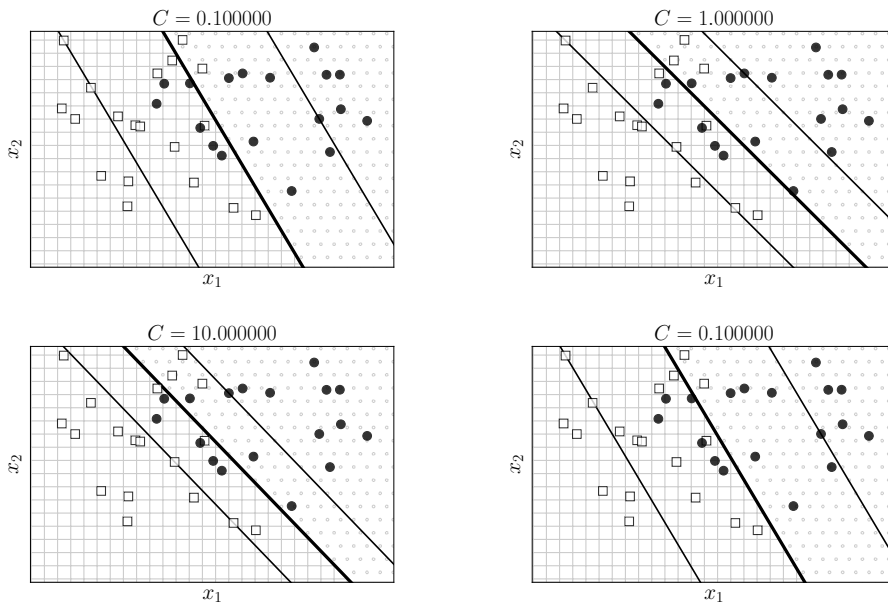 C = 0.100000
x₂
x₁
C = 1.000000
x₂
x₁
C = 10.000000
x₂
x₁
C = 0.100000
x₂
x₁